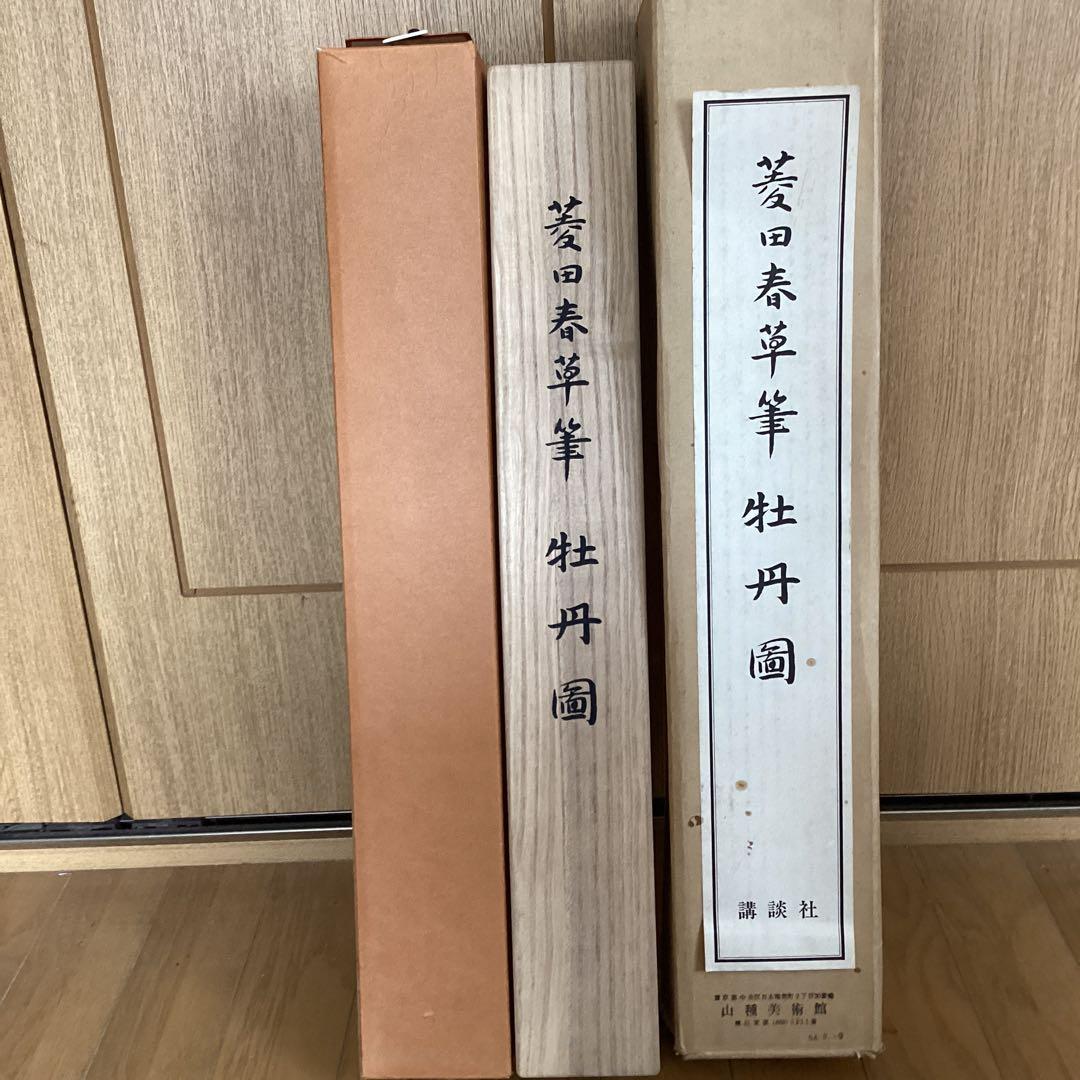 菱田春草筆 牡丹圖
菱田春草筆 牡丹圖
講談社
山種美術館